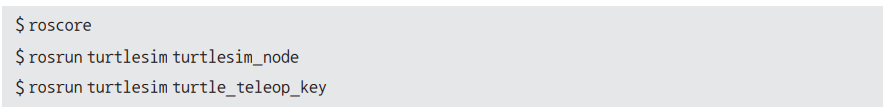 $ roscore
$ rosrun turtlesim turtlesim_node
$ rosrun turtlesim turtle_teleop_key